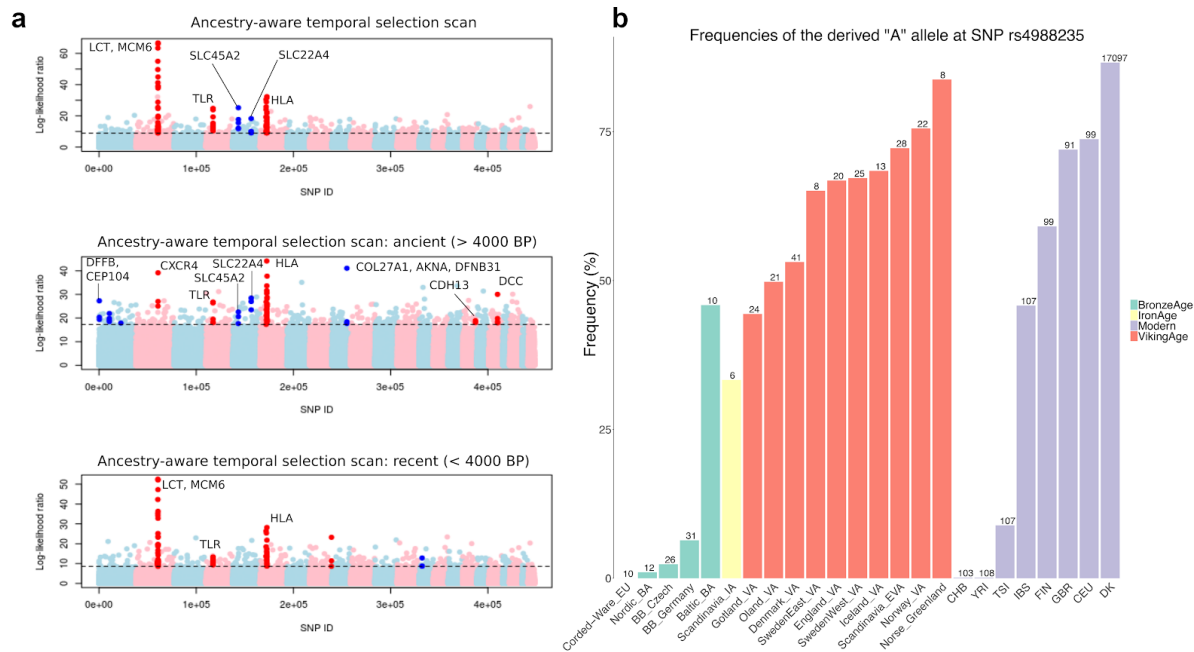 a
Ancestry-aware temporal selection scan
LCT, MCM6
SLC45A2
SLC22A4
TLR
HLA
Log-likelihood ratio
0
20
40
60
0e+00
1e+05
2e+05
3e+05
4e+05
SNP ID
Ancestry-aware temporal selection scan: ancient (> 4000 BP)
DFFB,
CEP104
CXCR4
SLC22A4
HLA
SLC45A2
TLR
COL27A1, AKNA, DFNB31
CDH13
DCC
Log-likelihood ratio
0
10
20
30
40
0e+00
1e+05
2e+05
3e+05
4e+05
SNP ID
Ancestry-aware temporal selection scan: recent (< 4000 BP)
LCT, MCM6
TLR
HLA
Log-likelihood ratio
0
10
20
30
40
50
0e+00
1e+05
2e+05
3e+05
4e+05
SNP ID
b
Frequencies of the derived "A" allele at SNP rs4988235
Frequency (%)
75
50
25
0
10
12
26
31
10
6
24
21
41
8
20
25
13
28
22
8
103
108
107
107
99
91
99
17097
Corded-Ware_EU
Nordic_BA
BB_Czech
BB_Germany
Baltic_BA
Scandinavia_IA
Gotland_VA
Oland_VA
Denmark_VA
SwedenEast_VA
England_VA
SwedenWest_VA
Iceland_VA
Scandinavia_EVA
Norway_VA
Norse_Greenland
CHB
YRI
TSI
IBS
FIN
GBR
CEU
DK
BronzeAge
IronAge
Modern
VikingAge